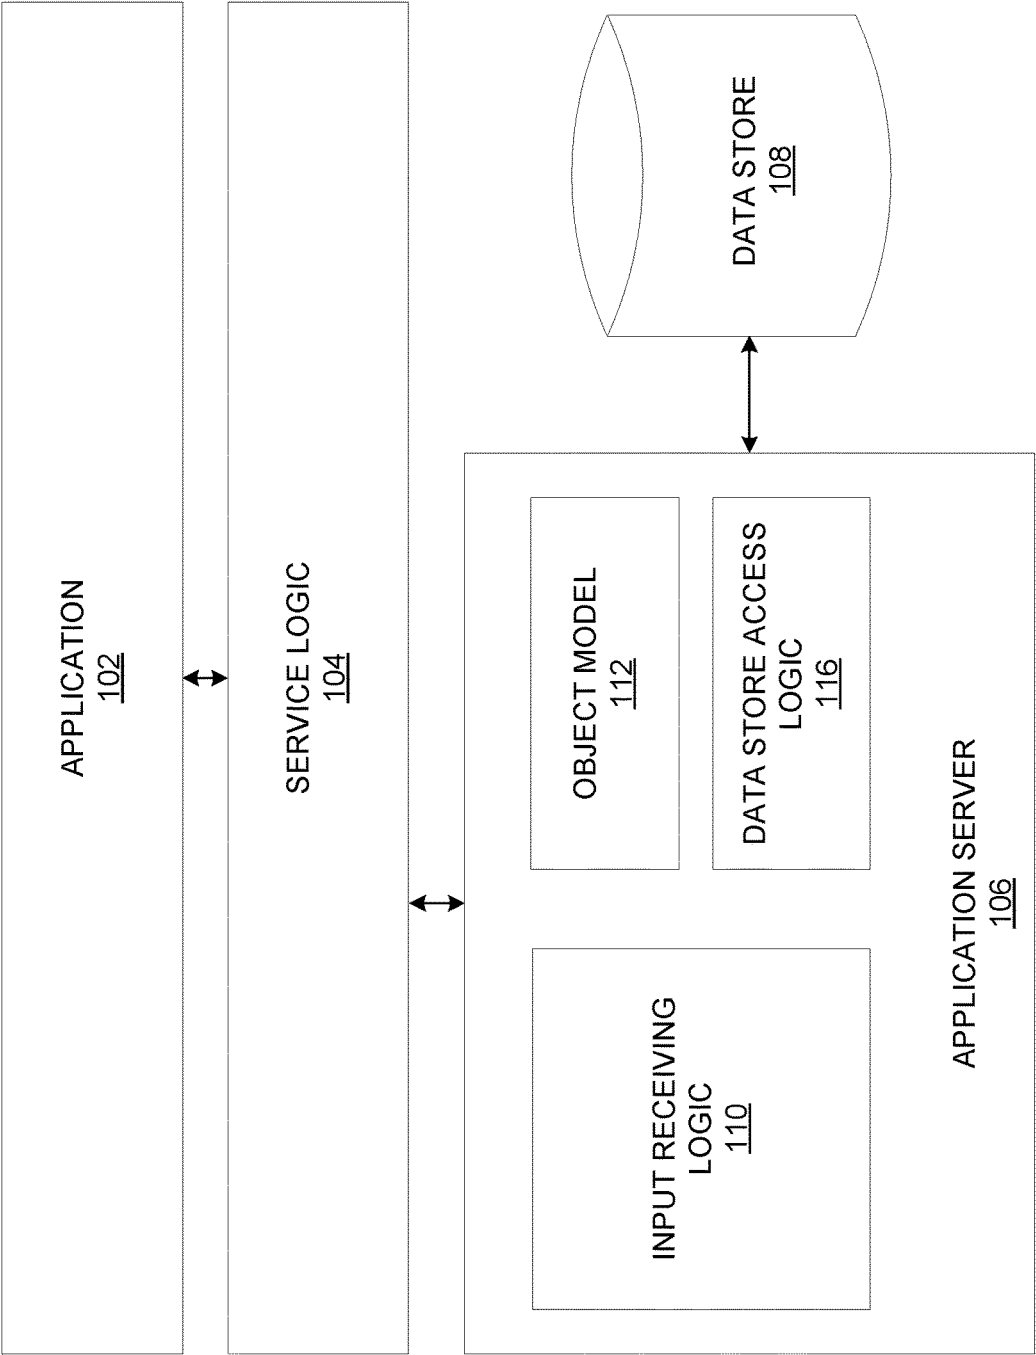 APPLICATION
102
SERVICE LOGIC
104
INPUT RECEIVING
LOGIC
110
OBJECT MODEL
112
DATA STORE ACCESS
LOGIC
116
APPLICATION SERVER
106
DATA STORE
108